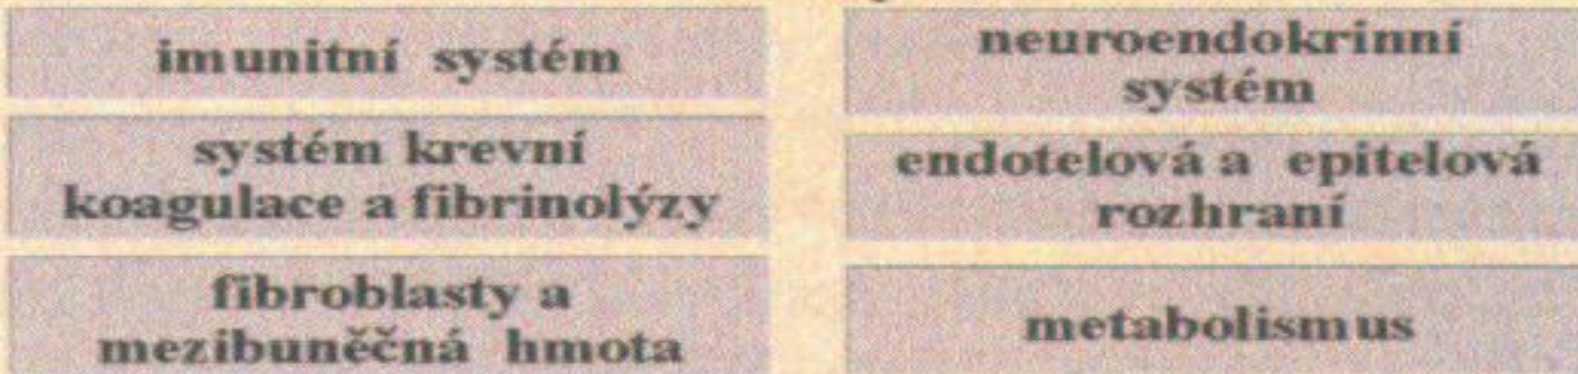 imunitní systém
neuroendokrinní
systém
systém krevní
koagulace a fibrinolýzy
endotelová a epitelová
rozhraní
fibroblasty a
mezibuněčná hmota
metabolismus